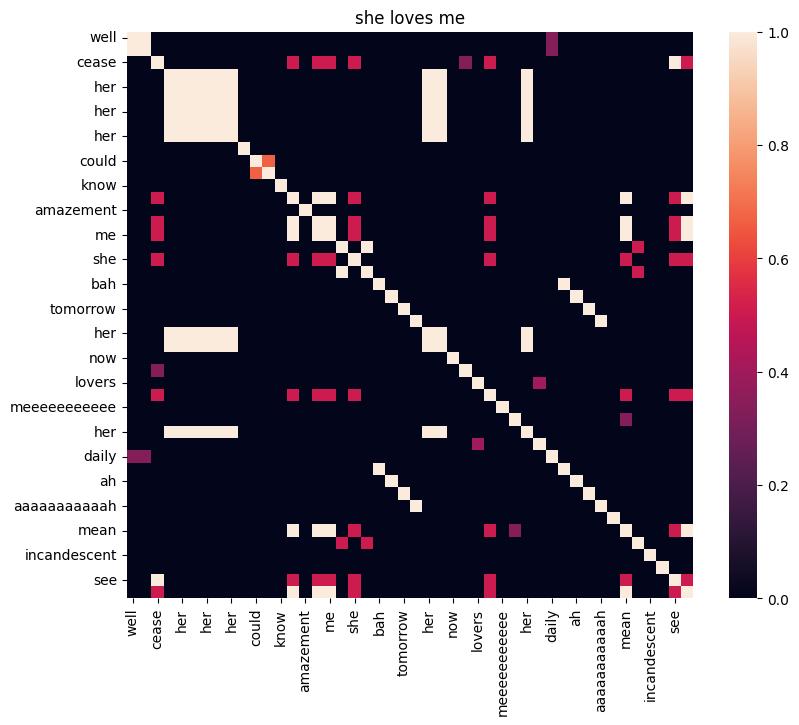 she loves me
well
cease
her
her
her
could
know
amazement
me
she
bah
tomorrow
her
now
lovers
meeeeeeeeee
her
daily
ah
aaaaaaaaaaah
mean
incandescent
see
well
cease
her
her
her
could
know
amazement
me
she
bah
tomorrow
her
now
lovers
meeeeeeeeee
her
daily
ah
aaaaaaaaaaah
mean
incandescent
see
1.0
0.8
0.6
0.4
0.2
0.0